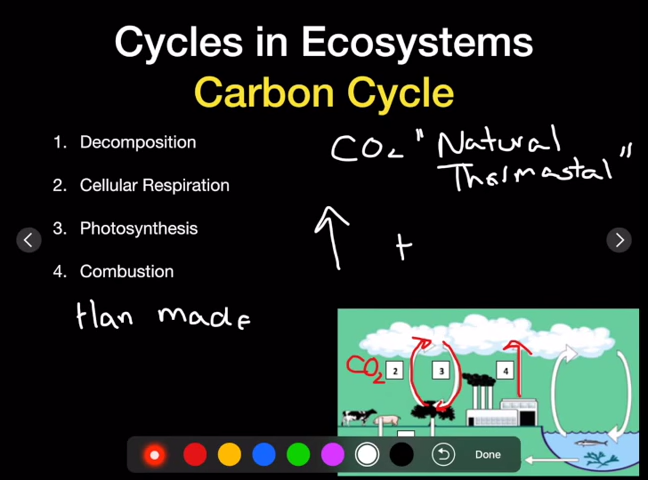 Cycles in Ecosystems
Carbon Cycle
1. Decomposition
2. Cellular Respiration
3. Photosynthesis
4. Combustion
CO₂ "Natural
Thermastal"
+
Man made
CO₂
2
3
4
Done